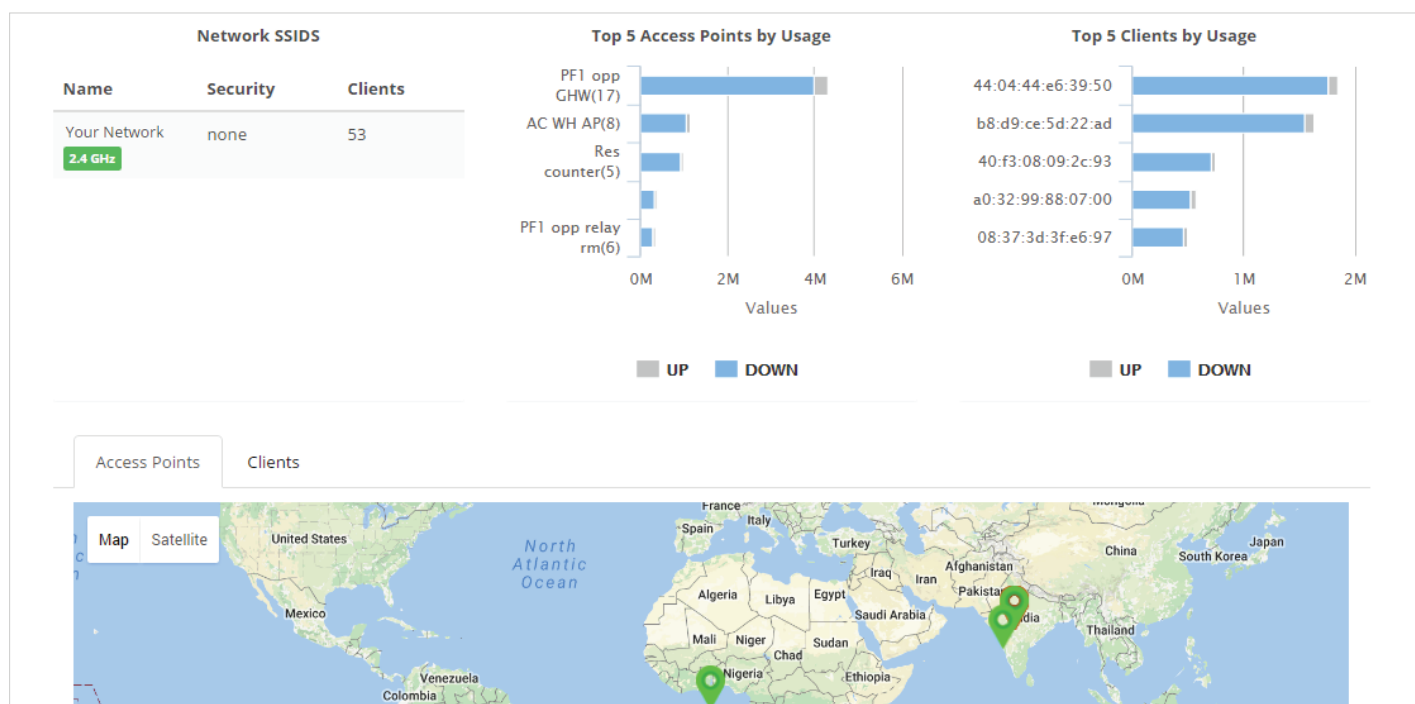 Network SSIDS
Name Security Clients
Your Network none 53
2.4 GHz
Top 5 Access Points by Usage
PF1 opp
GHW(17)
AC WH AP(8)
Res
counter(5)
PF1 opp relay
rm(6)
0M 2M 4M 6M
Values
UP DOWN
Top 5 Clients by Usage
44:04:44:e6:39:50
b8:d9:ce:5d:22:ad
40:f3:08:09:2c:93
a0:32:99:88:07:00
08:37:3d:3f:e6:97
0M 1M 2M
Values
UP DOWN
Access Points Clients
Map Satellite
France
Spain
Italy
United States
North
Atlantic
Ocean
Turkey
China
Japan
South Korea
Afghanistan
Iraq
Iran
Algeria
Libya
Egypt
Saudi Arabia
Mexico
Mali
Niger
Sudan
Chad
Thailand
Nigeria
Ethiopia
Venezuela
Colombia